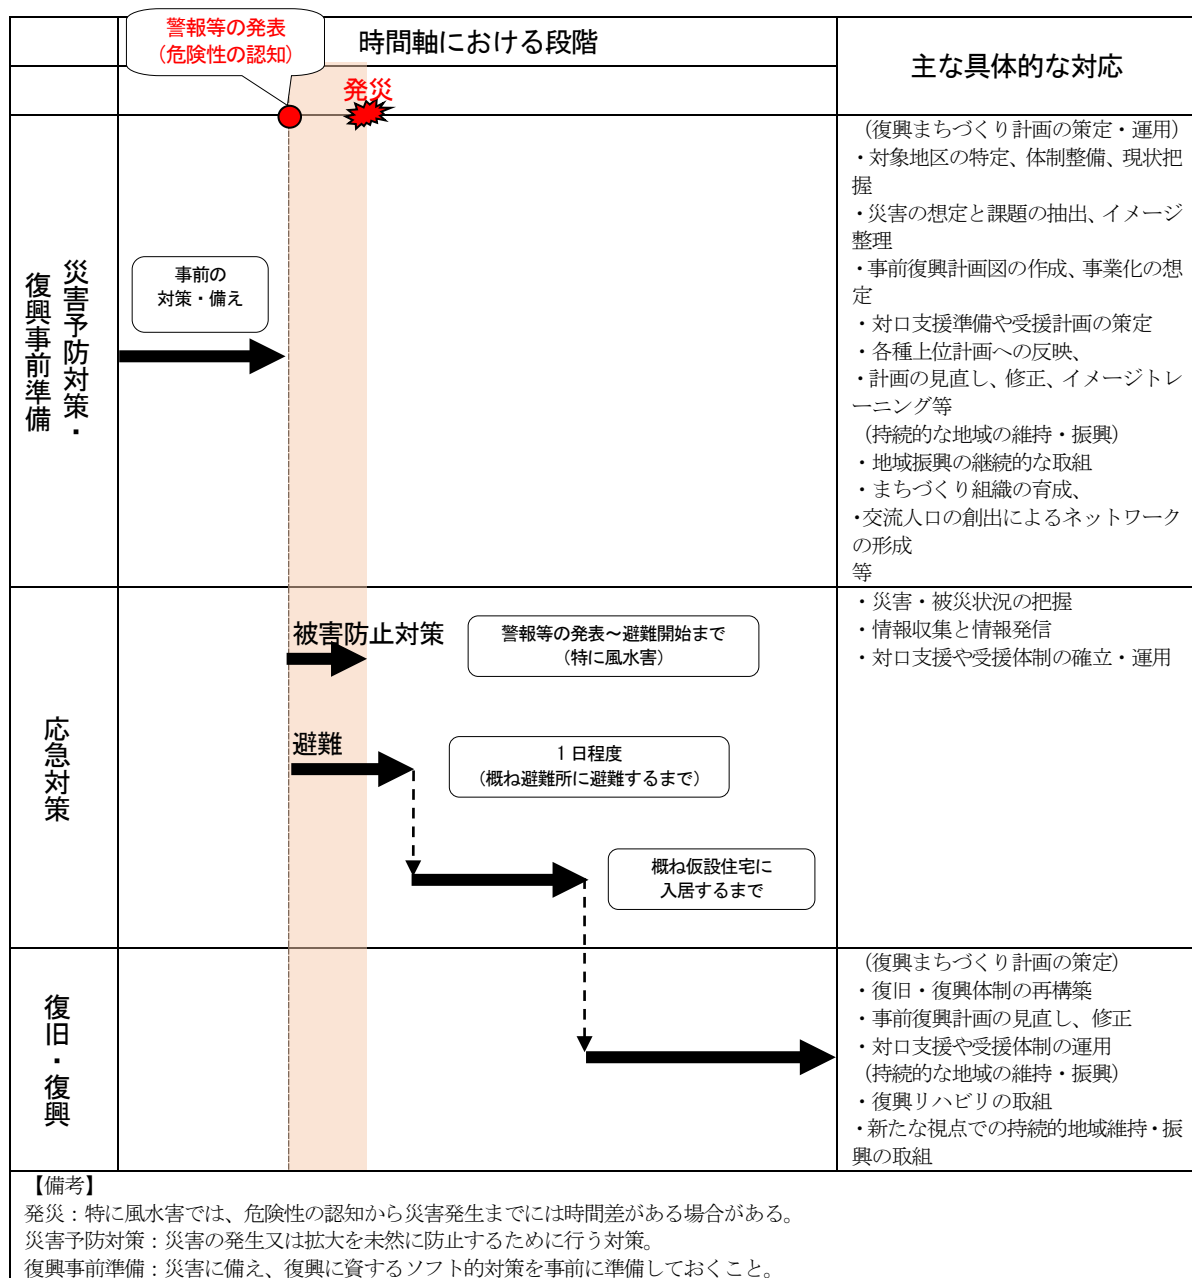 警報等の発表
(危険性の認知)
時間軸における段階
主な具体的な対応
発災
災害予防対策・
復興事前準備
事前の
対策・備え
（復興まちづくり計画の策定・運用）
・対象地区の特定、体制整備、現状把
握
・災害の想定と課題の抽出、イメージ
整理
・事前復興計画図の作成、事業化の想
定
・対口支援準備や受援計画の策定
・各種上位計画への反映、
・計画の見直し、修正、イメージトレ
ーニング等
（持続的な地域の維持・振興）
・地域振興の継続的な取組
・まちづくり組織の育成、
・交流人口の創出によるネットワーク
の形成
等
応急対策
被害防止対策
警報等の発表～避難開始まで
（特に風水害）
避難
１日程度
（概ね避難所に避難するまで）
概ね仮設住宅に
入居するまで
・災害・被災状況の把握
・情報収集と情報発信
・対口支援や受援体制の確立・運用
復旧・復興
（復興まちづくり計画の策定）
・復旧・復興体制の再構築
・事前復興計画の見直し、修正
・対口支援や受援体制の運用
（持続的な地域の維持・振興）
・復興リハビリの取組
・新たな視点での持続的地域維持・振
興の取組
【備考】
発災：特に風水害では、危険性の認知から災害発生までには時間差がある場合がある。
災害予防対策：災害の発生又は拡大を未然に防止するために行う対策。
復興事前準備：災害に備え、復興に資するソフト的対策を事前に準備しておくこと。